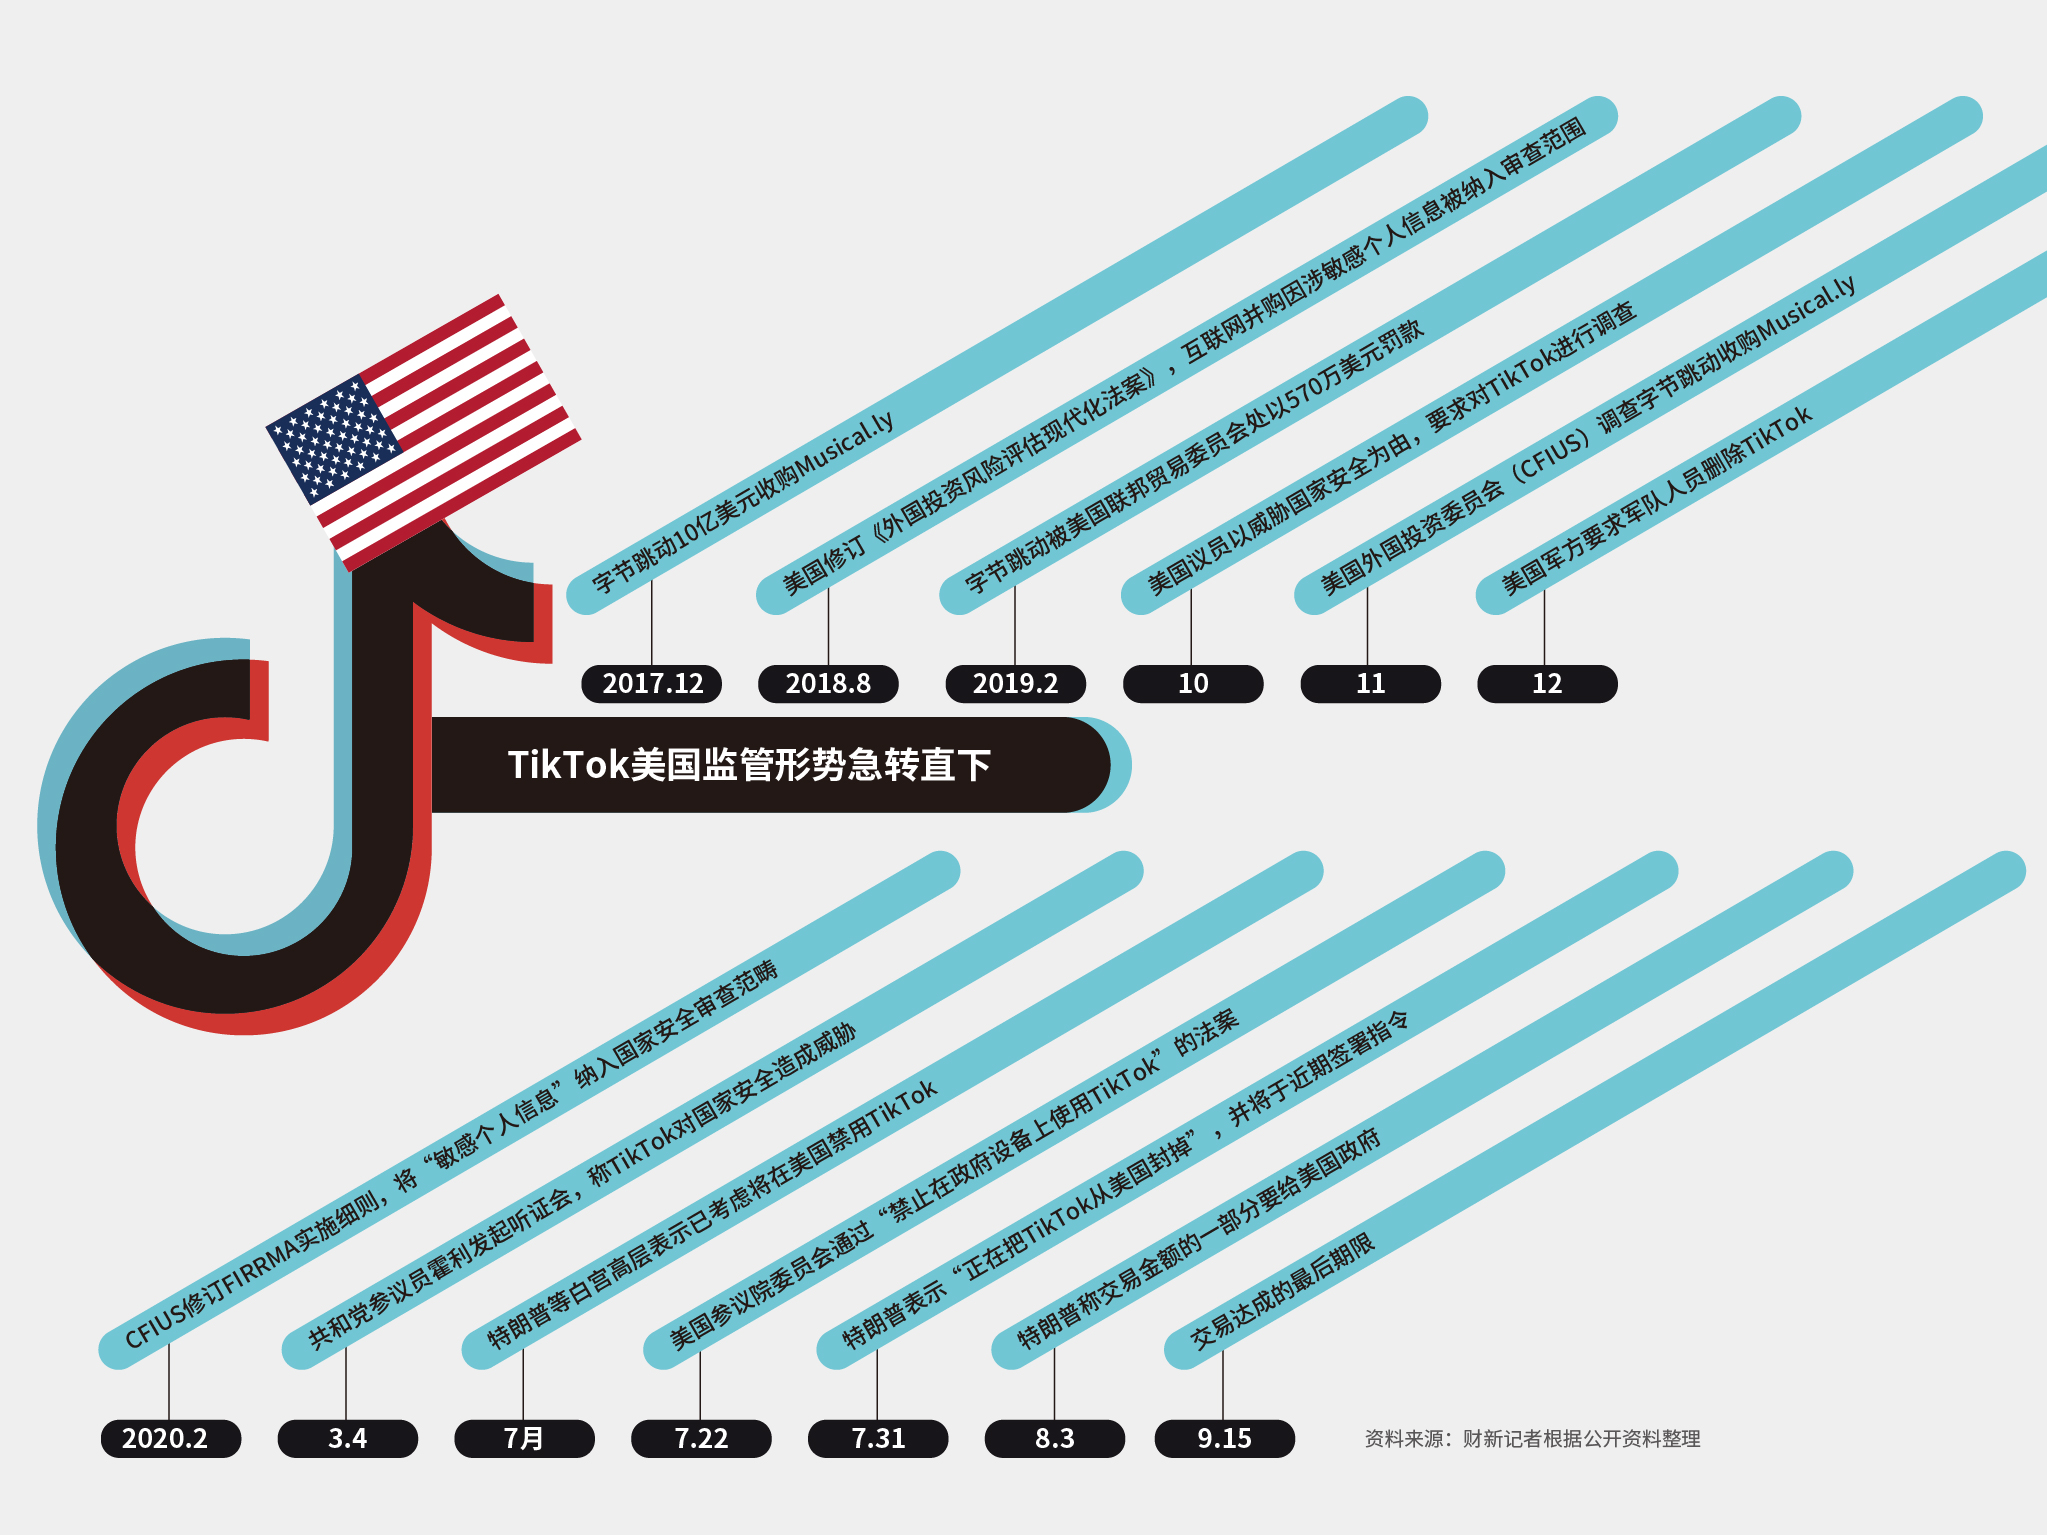 字节跳动10亿美元收购Musical.ly
2017.12
美国修订《外国投资风险评估现代化法案》，互联网并购因涉敏感个人信息被纳入审查范围
2018.8
字节跳动被美国联邦贸易委员会处以570万美元罚款
2019.2
美国议员以威胁国家安全为由，要求对TikTok进行调查
10
美国外国投资委员会（CFIUS）调查字节跳动收购Musical.ly
11
美国军方要求军队人员删除TikTok
12
TikTok美国监管形势急转直下
CFIUS修订FIRRMA实施细则，将“敏感个人信息”纳入国家安全审查范畴
2020.2
共和党参议员霍利发起听证会，称TikTok对国家安全造成威胁
3.4
特朗普等白宫高层表示已考虑将在美国禁用TikTok
7月
美国参议院委员会通过“禁止在政府设备上使用TikTok”的法案
7.22
特朗普表示“正在把TikTok从美国封掉”，并将于近期签署指令
7.31
特朗普称交易金额的一部分要给美国政府
8.3
交易达成的最后期限
9.15
资料来源：财新记者根据公开资料整理